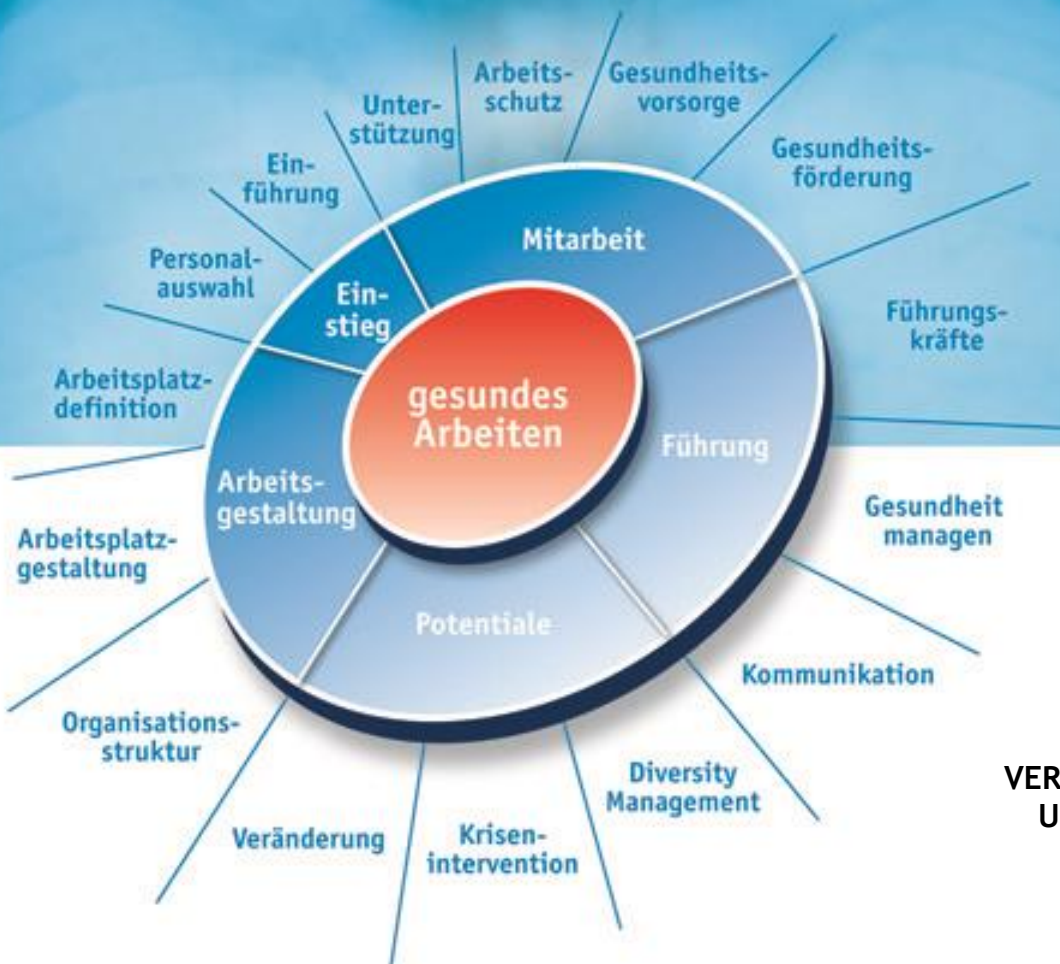 gesundes
Arbeiten
Mitarbeit
Führung
Potentiale
Arbeits-
gestaltung
Ein-
stieg
Unter-
stützung
Arbeits-
schutz
Gesundheits-
vorsorge
Gesundheits-
förderung
Führungs-
kräfte
Gesundheit
managen
Kommunikation
Diversity
Management
Krisen-
intervention
Veränderung
Organisations-
struktur
Arbeitsplatz-
gestaltung
Arbeitsplatz-
definition
Personal-
auswahl
Ein-
führung
VER
U